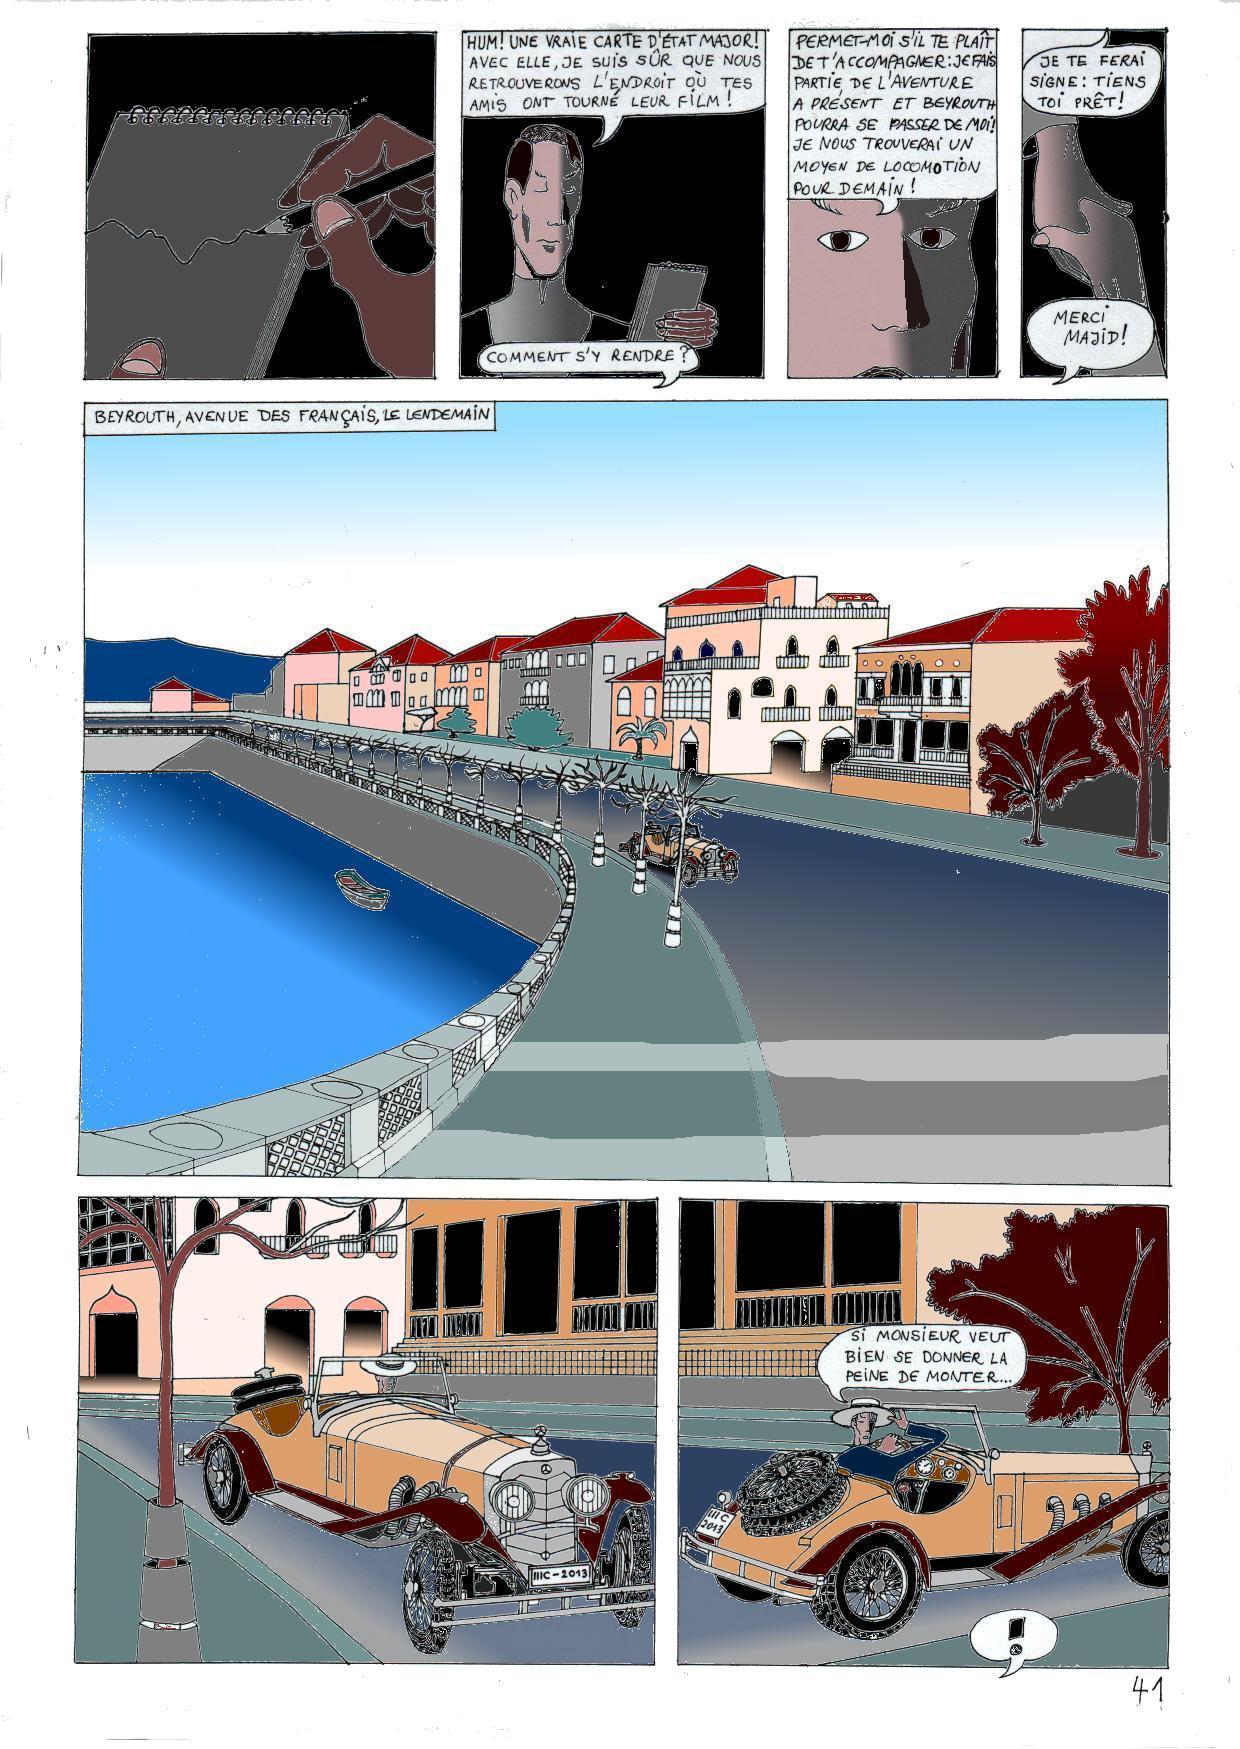 HUM! UNE VRAIE CARTE D'ÉTAT MAJOR!
AVEC ELLE, JE SUIS SÛR QUE NOUS
RETROUVERONS L'ENDROIT OÙ TES
AMIS ONT TOURNÉ LEUR FILM!
COMMENT S'Y RENDRE?
PERMET-MOI S'IL TE PLAÎT
DE T'ACCOMPAGNER: JE FAIS
PARTIE DE L'AVENTURE
A PRÉSENT ET BEYROUTH
POURRA SE PASSER DE MOI!
JE NOUS TROUVERAI UN
MOYEN DE LOCOMOTION
POUR DEMAIN!
JE TE FERAI
SIGNE: TIENS
TOI PRÊT!
MERCI
MAJID!
BEYROUTH, AVENUE DES FRANÇAIS, LE LENDEMAIN
IIIC-2013
SI MONSIEUR VEUT
BIEN SE DONNER LA
PEINE DE MONTER...
IIIC
2013
!
41